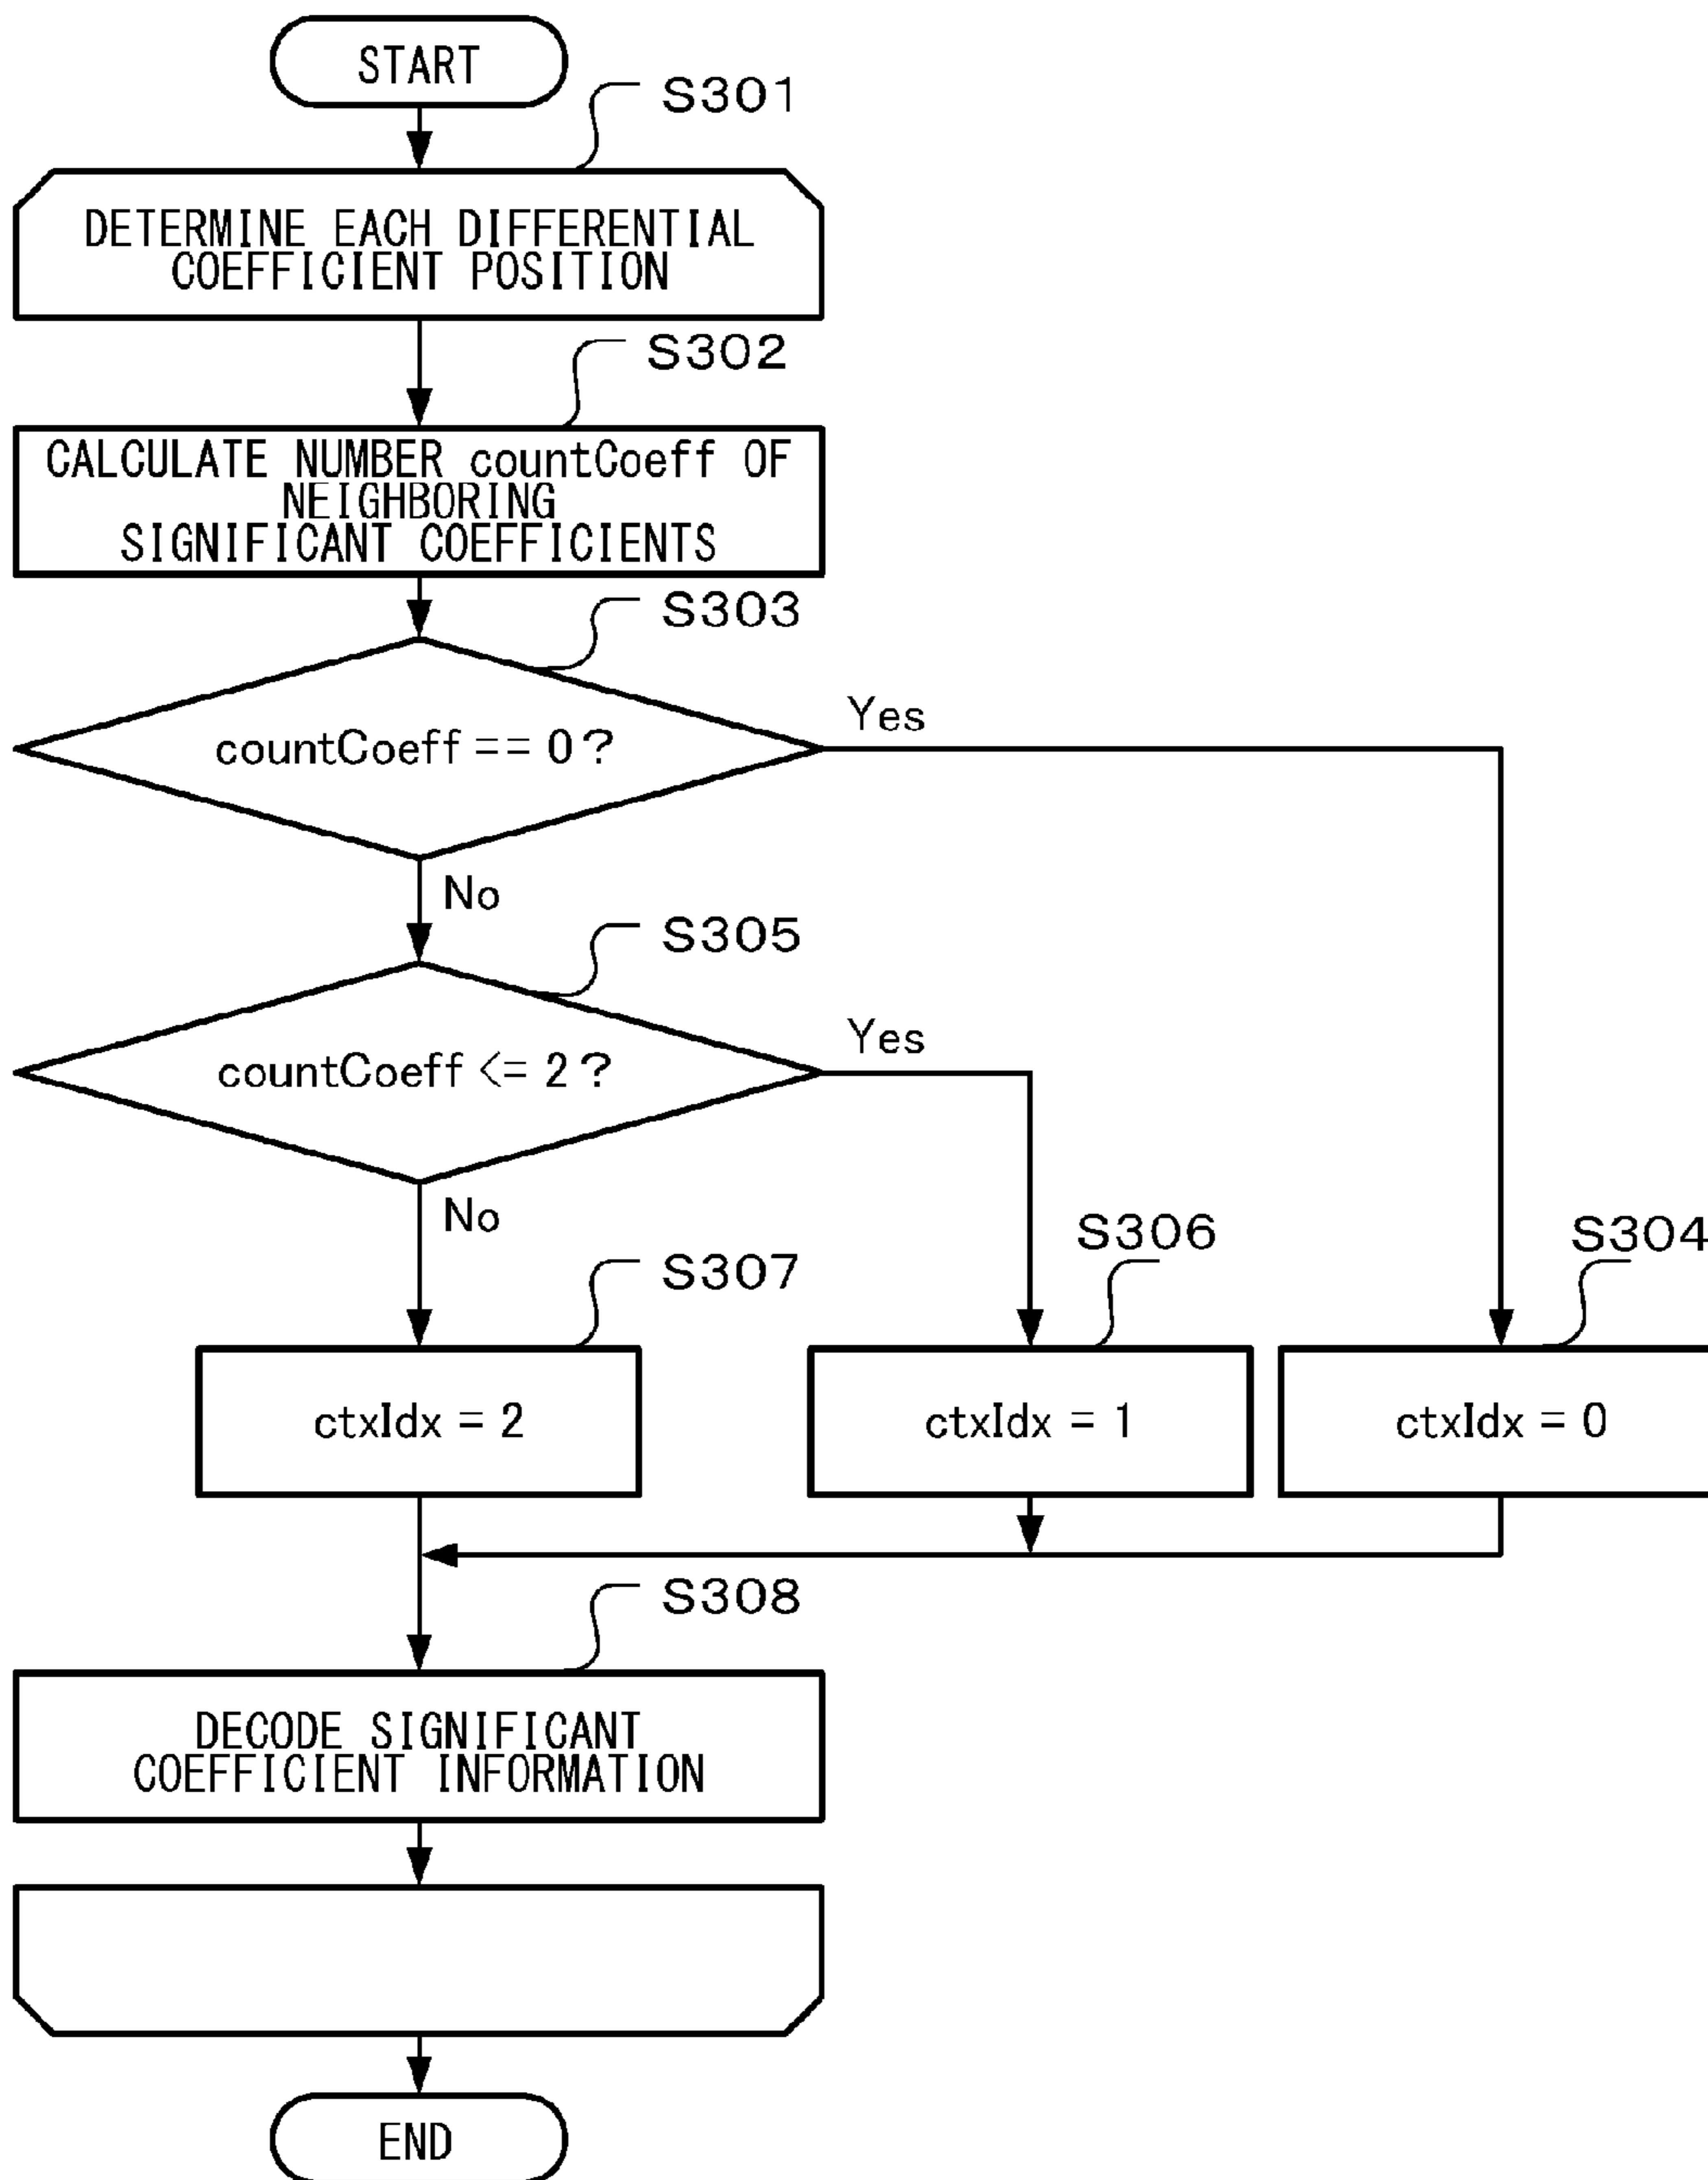 START
S301
DETERMINE EACH DIFFERENTIAL
COEFFICIENT POSITION
S302
CALCULATE NUMBER countCoeff OF
NEIGHBORING
SIGNIFICANT COEFFICIENTS
S303
countCoeff == 0?
Yes
No
S305
countCoeff <= 2?
Yes
No
S307
S306
S304
ctxIdx = 2
ctxIdx = 1
ctxIdx = 0
S308
DECODE SIGNIFICANT
COEFFICIENT INFORMATION
END